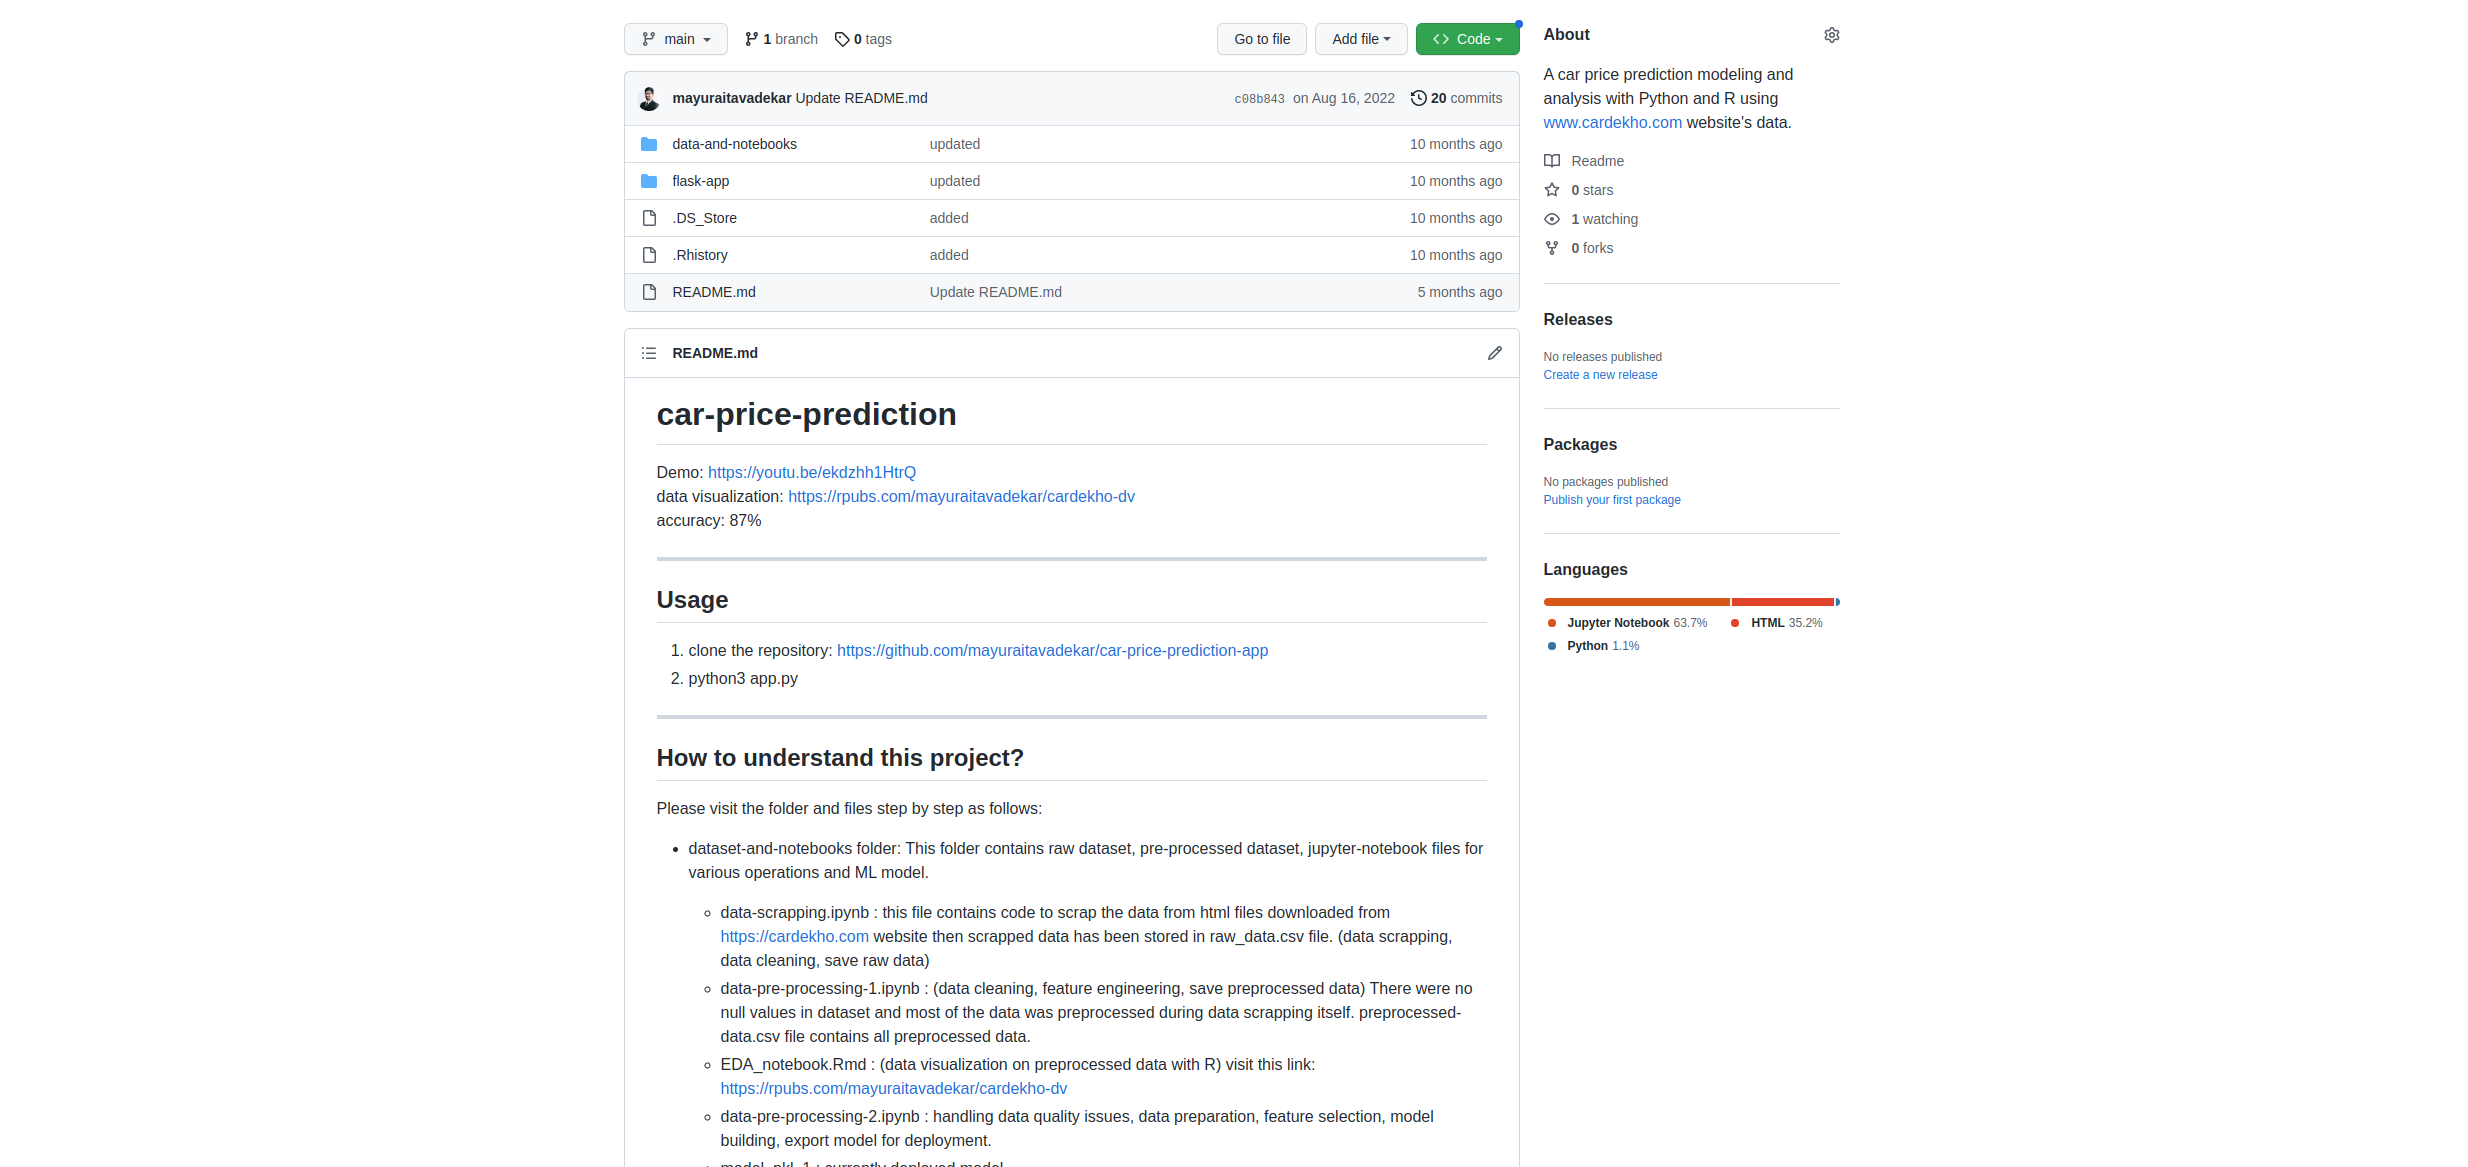 main
1 branch
0 tags
Go to file
Add file
Code
mayuraitavadekar Update README.md
c08b843 on Aug 16, 2022
20 commits
data-and-notebooks updated 10 months ago
flask-app updated 10 months ago
.DS_Store added 10 months ago
.Rhistory added 10 months ago
README.md Update README.md 5 months ago
README.md
car-price-prediction
Demo: https://youtu.be/ekdzhh1HtrQ
data visualization: https://rpubs.com/mayuraitavadekar/cardekho-dv
accuracy: 87%
Usage
1. clone the repository: https://github.com/mayuraitavadekar/car-price-prediction-app
2. python3 app.py
How to understand this project?
Please visit the folder and files step by step as follows:
dataset-and-notebooks folder: This folder contains raw dataset, pre-processed dataset, jupyter-notebook files for
various operations and ML model.
data-scrapping.ipynb : this file contains code to scrap the data from html files downloaded from
https://cardekho.com website then scrapped data has been stored in raw_data.csv file. (data scrapping,
data cleaning, save raw data)
data-pre-processing-1.ipynb : (data cleaning, feature engineering, save preprocessed data) There were no
null values in dataset and most of the data was preprocessed during data scrapping itself. preprocessed-
data.csv file contains all preprocessed data.
EDA_notebook.Rmd : (data visualization on preprocessed data with R) visit this link:
https://rpubs.com/mayuraitavadekar/cardekho-dv
data-pre-processing-2.ipynb : handling data quality issues, data preparation, feature selection, model
building, export model for deployment.
: currently deployed model
About
A car price prediction modeling and
analysis with Python and R using
www.cardekho.com website's data.
Readme
0 stars
1 watching
0 forks
Releases
No releases published
Create a new release
Packages
No packages published
Publish your first package
Languages
Jupyter Notebook 63.7%
HTML 35.2%
Python 1.1%